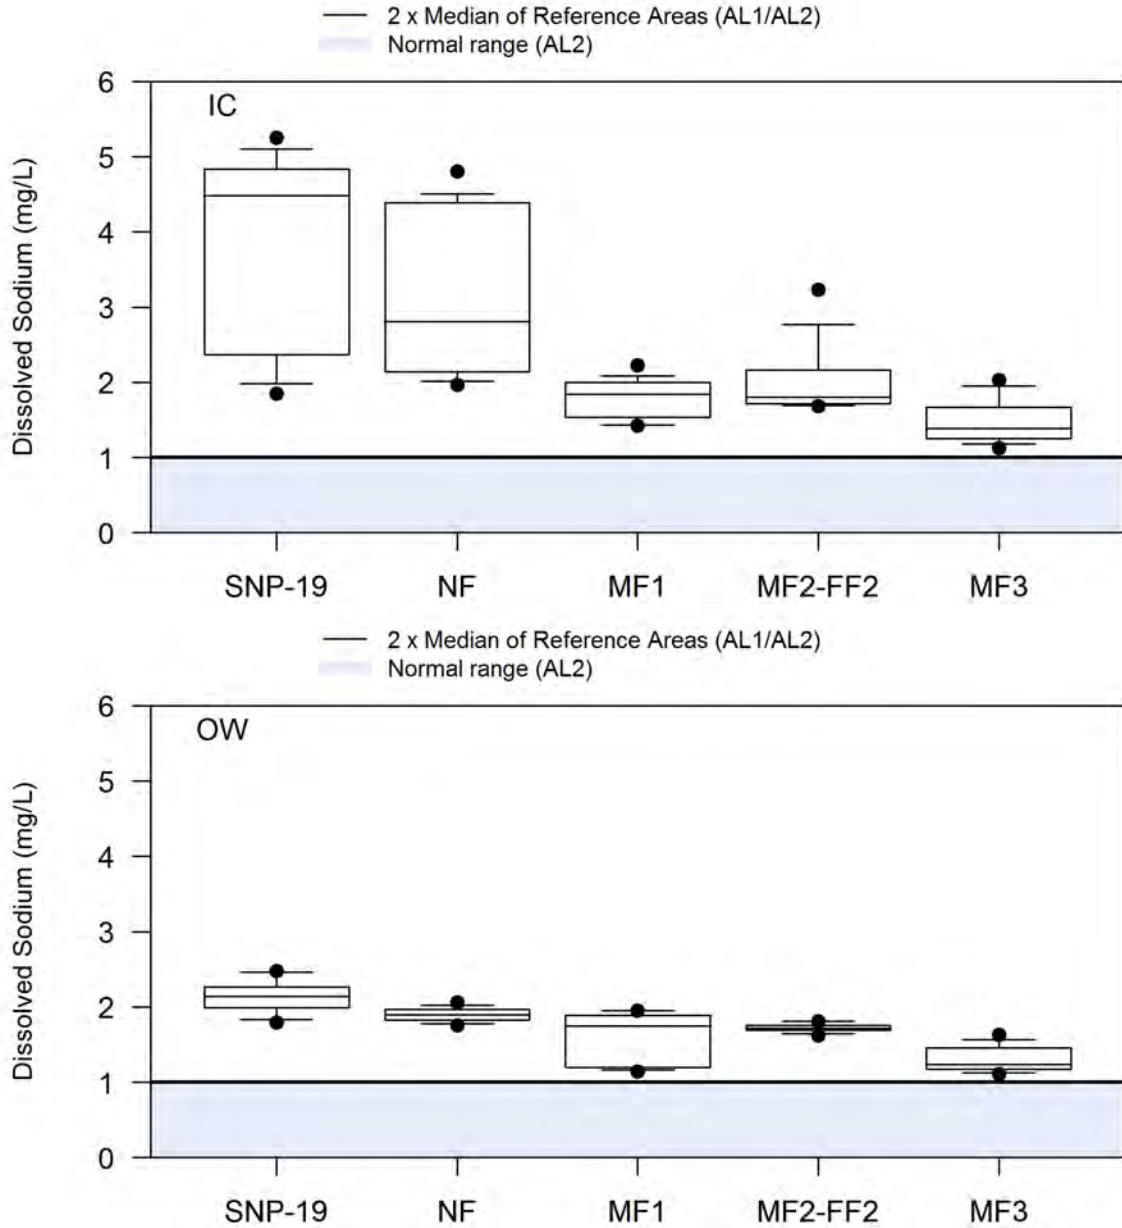 2 x Median of Reference Areas (AL1/AL2)
Normal range (AL2)
IC
Dissolved Sodium (mg/L)
6
5
4
3
2
1
0
SNP-19 NF MF1 MF2-FF2 MF3
2 x Median of Reference Areas (AL1/AL2)
Normal range (AL2)
OW
Dissolved Sodium (mg/L)
6
5
4
3
2
1
0
SNP-19 NF MF1 MF2-FF2 MF3